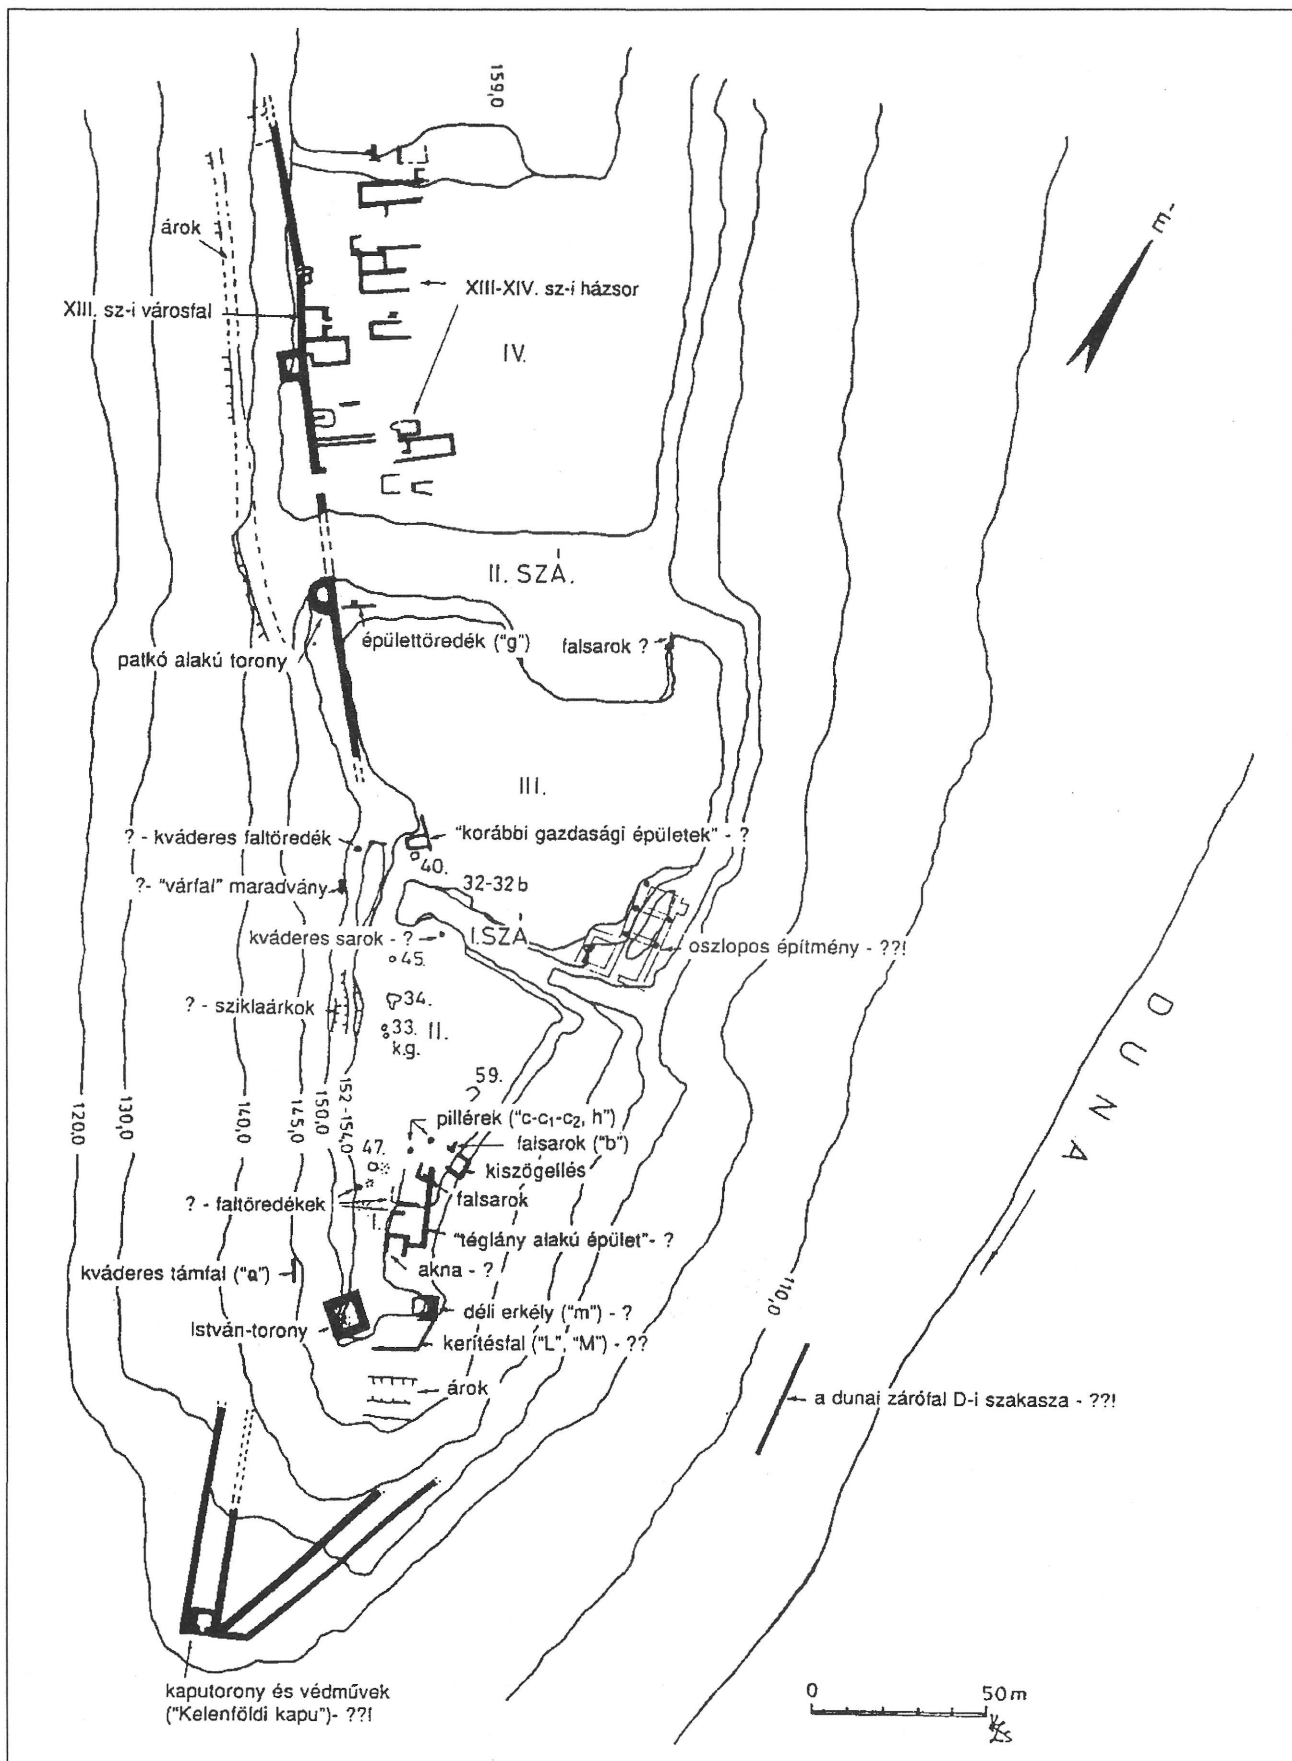 159,0
É
árok
XIII. sz-i városfal
XIII-XIV. sz-i házsor
IV.
II. SZÁ.
épülettöredék ("g")
falsarok ?
patkó alakú torony
III.
? - kváderes faltöredék
"korábbi gazdasági épületek" - ?
40.
?- "várfal" maradvány
32-32b
I.SZÁ
kváderes sarok - ?
45.
oszlopos építmény - ??!
? - sziklaárkok
34.
33.
II.
k.g.
DUNA
59.
120,0
130,0
140,0
145,0
150,0
152-154,0
pillérek ("c-c₁-c₂, h")
47.
falsarok ("b")
kiszögellés
falsarok
? - faltöredékek
I.
"téglány alakú épület"- ?
kváderes támfal ("a")
akna - ?
110,0
István-torony
déli erkély ("m") - ?
kerítésfal ("L", "M") - ??
árok
a dunai zárófal D-i szakasza - ??!
kaputorony és védművek
("Kelenföldi kapu")- ??!
0 50 m